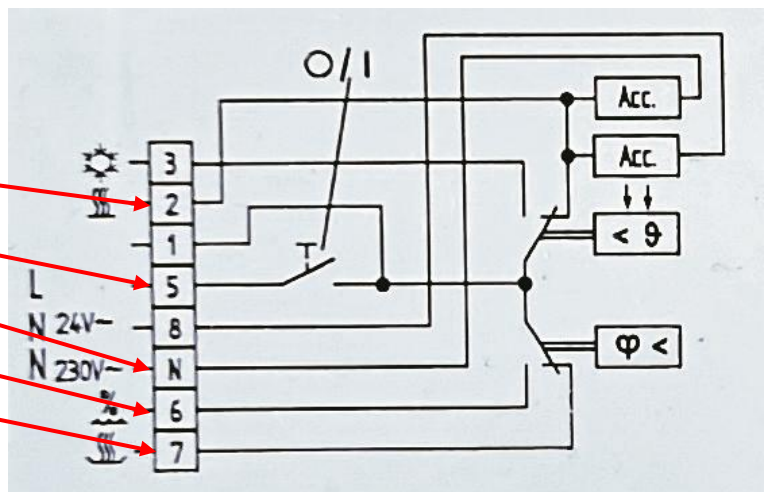 O/I
Acc.
3
Acc.
2
1
< ϑ
L
5
N 24V~
8
N 230V~
N
φ <
%
6
7